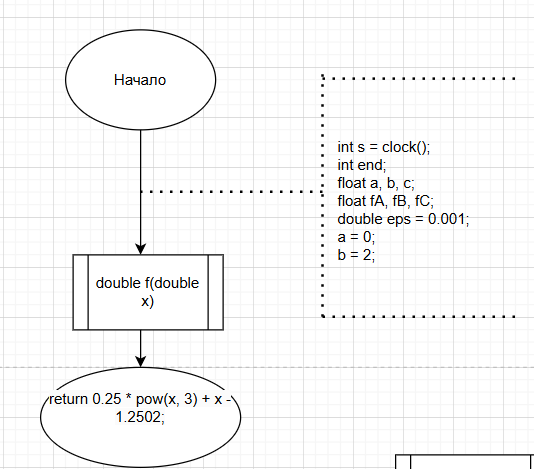 Начало
int s = clock();
int end;
float a, b, c;
float fA, fB, fC;
double eps = 0.001;
a = 0;
b = 2;
double f(double
x)
return 0.25 * pow(x, 3) + x -
1.2502;